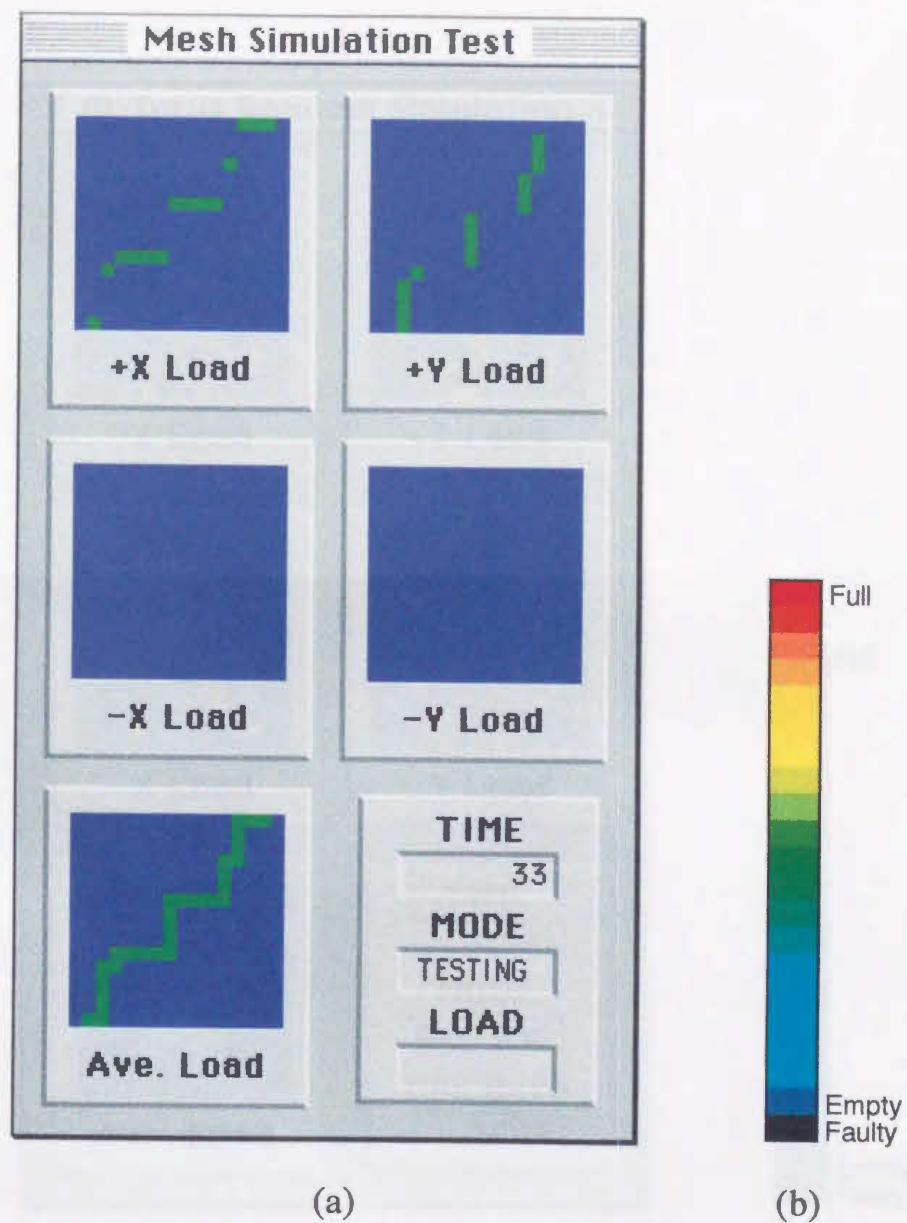 Mesh Simulation Test
+X Load
+Y Load
-X Load
-Y Load
Ave. Load
TIME
33
MODE
TESTING
LOAD
Full
Empty
Faulty
(a)
(b)